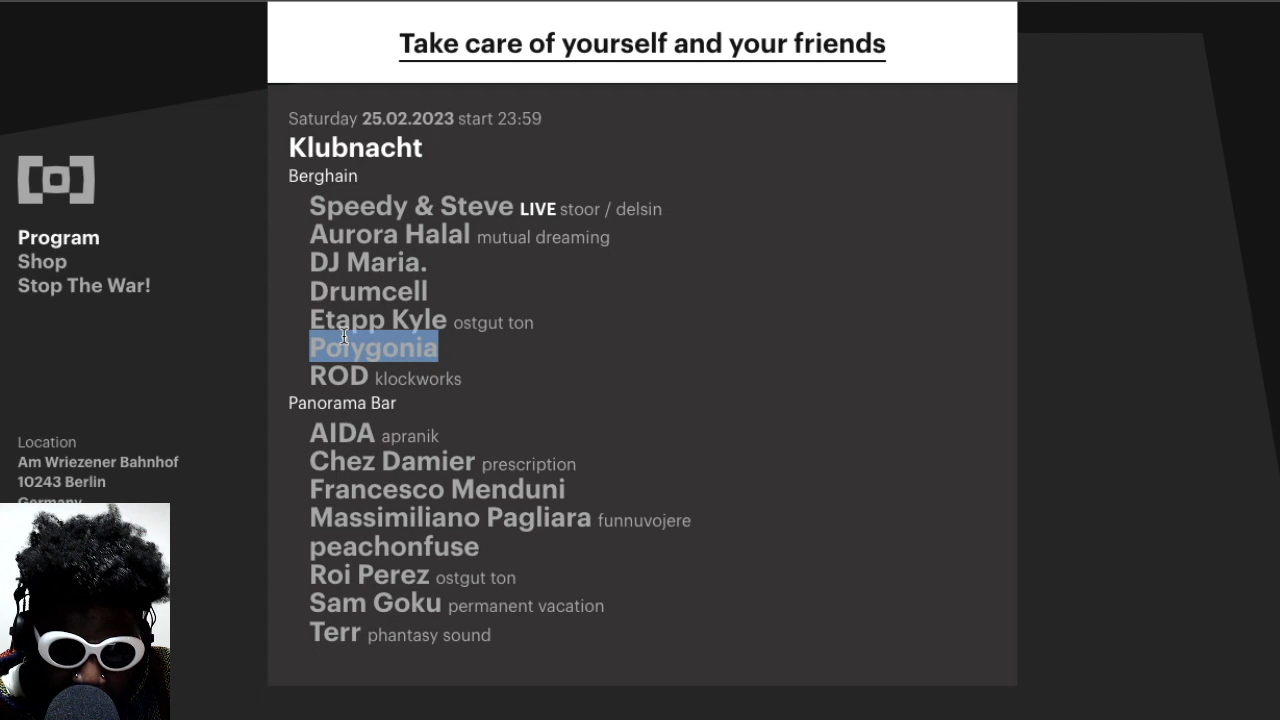 Take care of yourself and your friends
Saturday 25.02.2023 start 23:59
Klubnacht
Berghain
Speedy & Steve LIVE stoor / delsin
Aurora Halal mutual dreaming
DJ Maria.
Drumcell
Etapp Kyle ostgut ton
Polygonia
ROD klockworks
Panorama Bar
AIDA apranik
Chez Damier prescription
Francesco Menduni
Massimiliano Pagliara funnuvojere
peachonfuse
Roi Perez ostgut ton
Sam Goku permanent vacation
Terr phantasy sound
Program
Shop
Stop The War!
Location
Am Wriezener Bahnhof
10243 Berlin
Germany